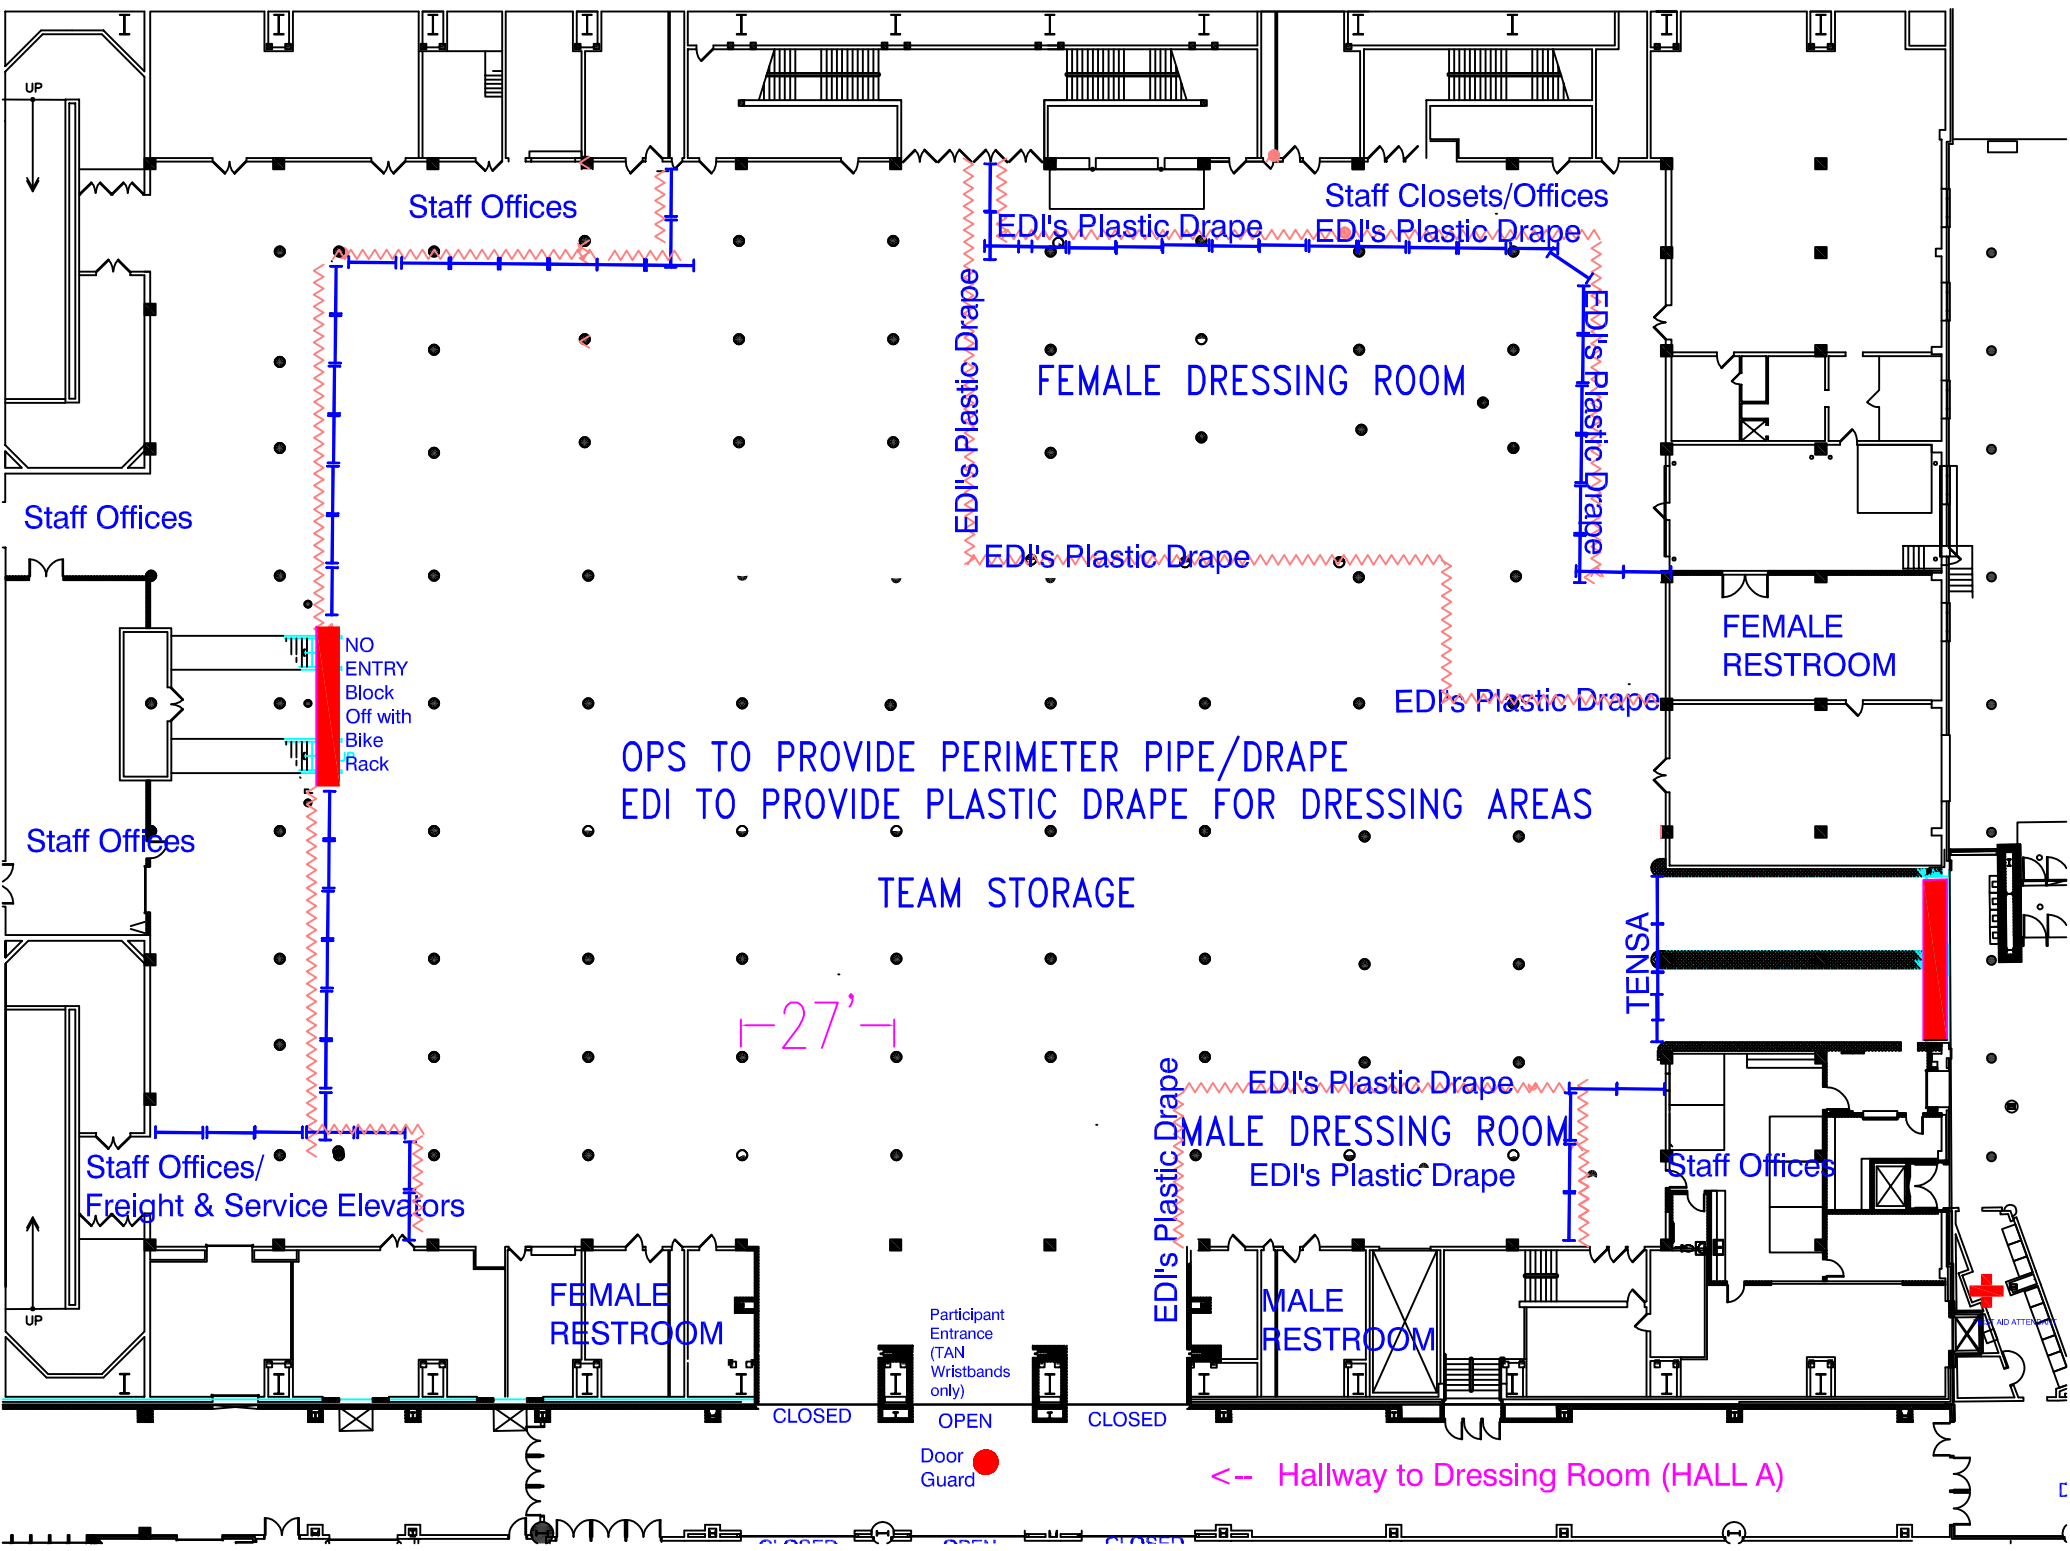 UP
Staff Offices
Staff Closets/Offices
EDI's Plastic Drape
EDI's Plastic Drape
EDI's Plastic Drape
EDI's Plastic Drape
FEMALE DRESSING ROOM
Staff Offices
EDI's Plastic Drape
FEMALE
RESTROOM
NO
ENTRY
Block
Off with
Bike
Rack
EDI's Plastic Drape
OPS TO PROVIDE PERIMETER PIPE/DRAPE
EDI TO PROVIDE PLASTIC DRAPE FOR DRESSING AREAS
Staff Offices
TEAM STORAGE
TENSA
27'
EDI's Plastic Drape
EDI's Plastic Drape
MALE DRESSING ROOM
EDI's Plastic Drape
Staff Offices
Staff Offices/
Freight & Service Elevators
FEMALE
RESTROOM
Participant
Entrance
(TAN
Wristbands
only)
MALE
RESTROOM
AID ATTENDANT
UP
CLOSED
OPEN
CLOSED
Door
Guard
<-- Hallway to Dressing Room (HALL A)
CLOSED
OPEN
CLOSED